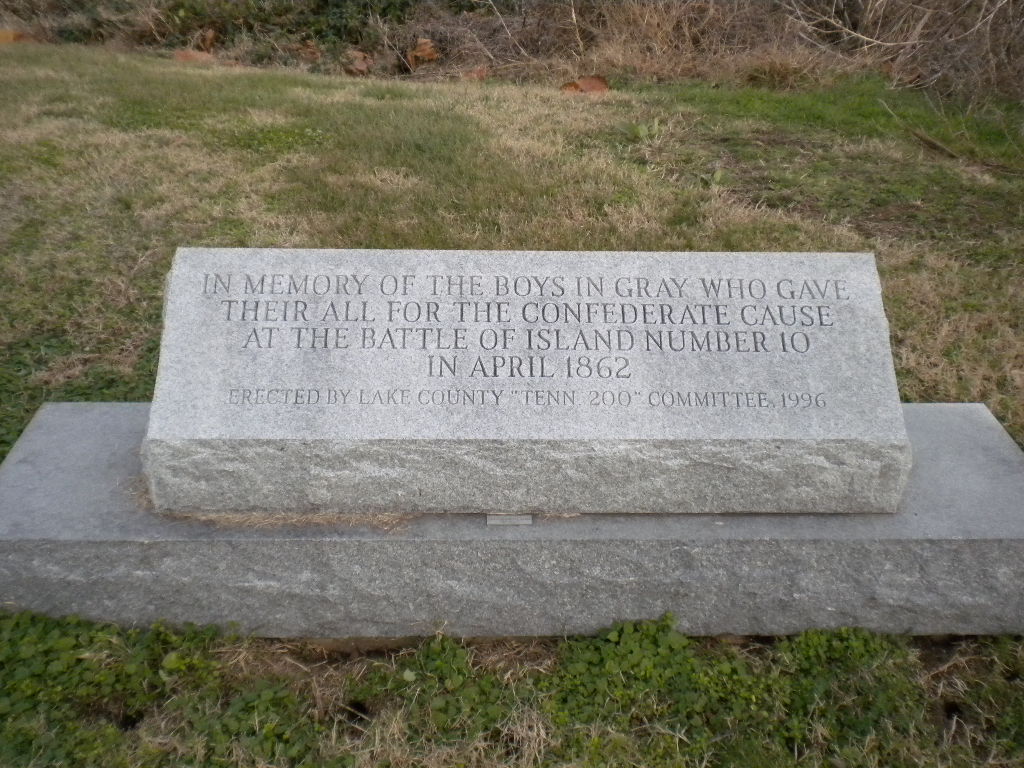 IN MEMORY OF THE BOYS IN GRAY WHO GAVE
THEIR ALL FOR THE CONFEDERATE CAUSE
AT THE BATTLE OF ISLAND NUMBER 10
IN APRIL 1862
ERECTED BY LAKE COUNTY "TENN. 200" COMMITTEE, 1996